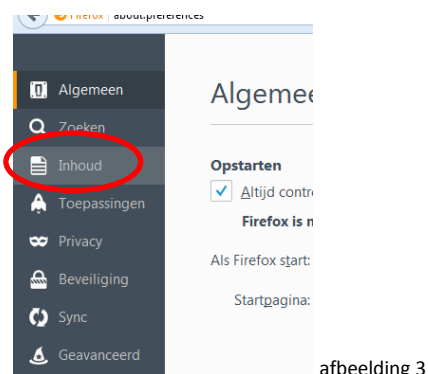 Firefox about:preferences
Algemeen
Zoeken
Inhoud
Toepassingen
Privacy
Beveiliging
Sync
Geavanceerd
Algemee
Opstarten
Altijd contr
Firefox is n
Als Firefox start:
Startpagina:
afbeelding 3